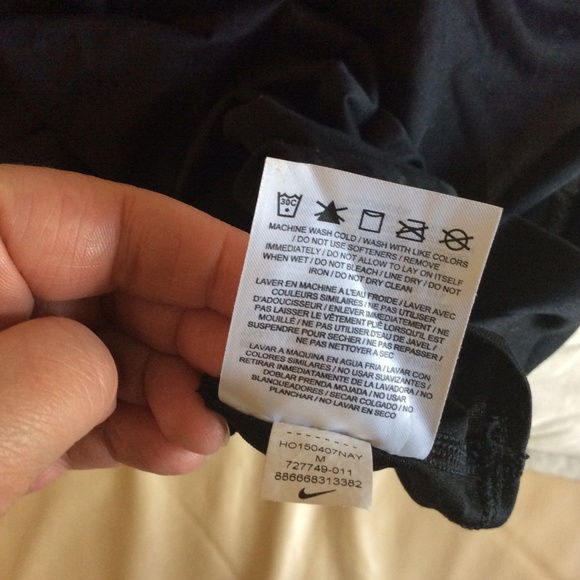 30C
MACHINE WASH COLD / WASH WITH LIKE COLORS
/ DO NOT USE SOFTENERS / REMOVE
IMMEDIATELY / DO NOT ALLOW TO LAY ON ITSELF
WHEN WET / DO NOT BLEACH / LINE DRY / DO NOT
IRON / DO NOT DRY CLEAN
LAVER EN MACHINE A L'EAU FROIDE / LAVER AVEC
COULEURS SIMILAIRES / NE PAS UTILISER
D'ADOUCISSEUR / ENLEVER IMMEDIATEMENT / NE
PAS LAISSER LE VÊTEMENT PLIÉ LORSQU'IL EST
MOUILLÉ / NE PAS UTILISER D'EAU DE JAVEL /
SUSPENDRE POUR SECHER / NE PAS REPASSER /
NE PAS NETTOYER A SEC
LAVAR A MAQUINA EN AGUA FRIA / LAVAR CON
COLORES SIMILARES / NO USAR SUAVIZANTES /
RETIRAR IMMEDIATAMENTE DE LA LAVADORA / NO
DOBLAR PRENDA MOJADA / NO USAR
BLANQUEADORES / SECAR COLGADO / NO
PLANCHAR / NO LAVAR EN SECO
HO150407NAY
M
727749-011
886668313382